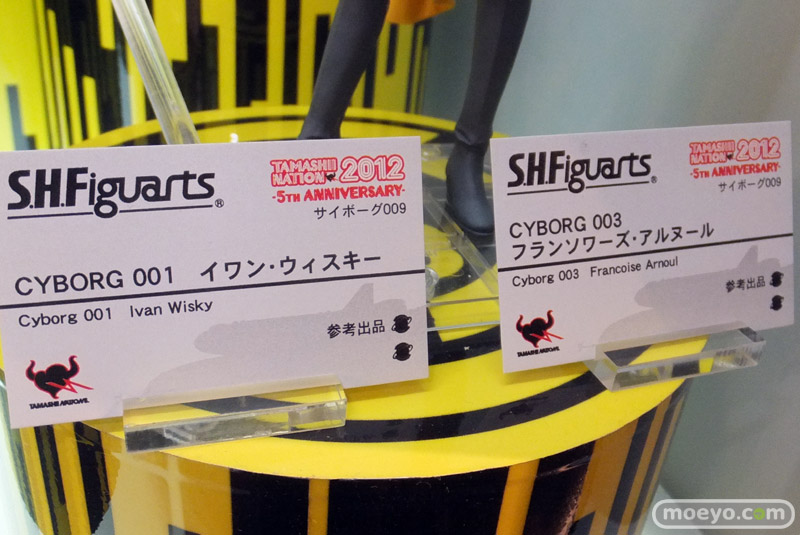 S.H.Figuarts®
TAMASHII
NATION 2012
-5TH ANNIVERSARY-
サイボーグ009
CYBORG 001 イワン・ウィスキー
Cyborg 001 Ivan Wisky
参考出品
TAMASHII NATIONS
S.H.Figuarts®
TAMASHII
NATION 2012
-5TH ANNIVERSARY-
サイボーグ009
CYBORG 003
フランソワーズ・アルヌール
Cyborg 003 Francoise Arnoul
参考出品
TAMASHII NATIONS
moeyo.com